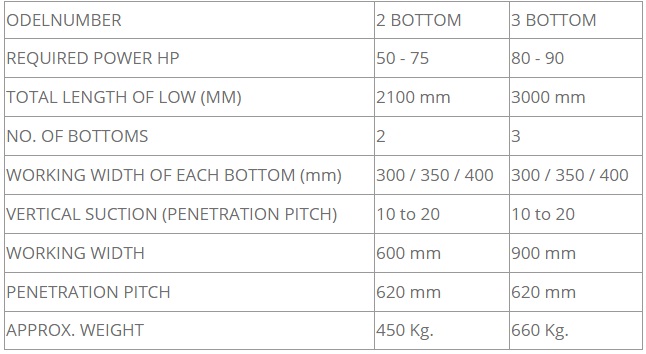 ODELNUMBER 2 BOTTOM 3 BOTTOM
REQUIRED POWER HP 50 - 75 80 - 90
TOTAL LENGTH OF LOW (MM) 2100 mm 3000 mm
NO. OF BOTTOMS 2 3
WORKING WIDTH OF EACH BOTTOM (mm) 300 / 350 / 400 300 / 350 / 400
VERTICAL SUCTION (PENETRATION PITCH) 10 to 20 10 to 20
WORKING WIDTH 600 mm 900 mm
PENETRATION PITCH 620 mm 620 mm
APPROX. WEIGHT 450 Kg. 660 Kg.